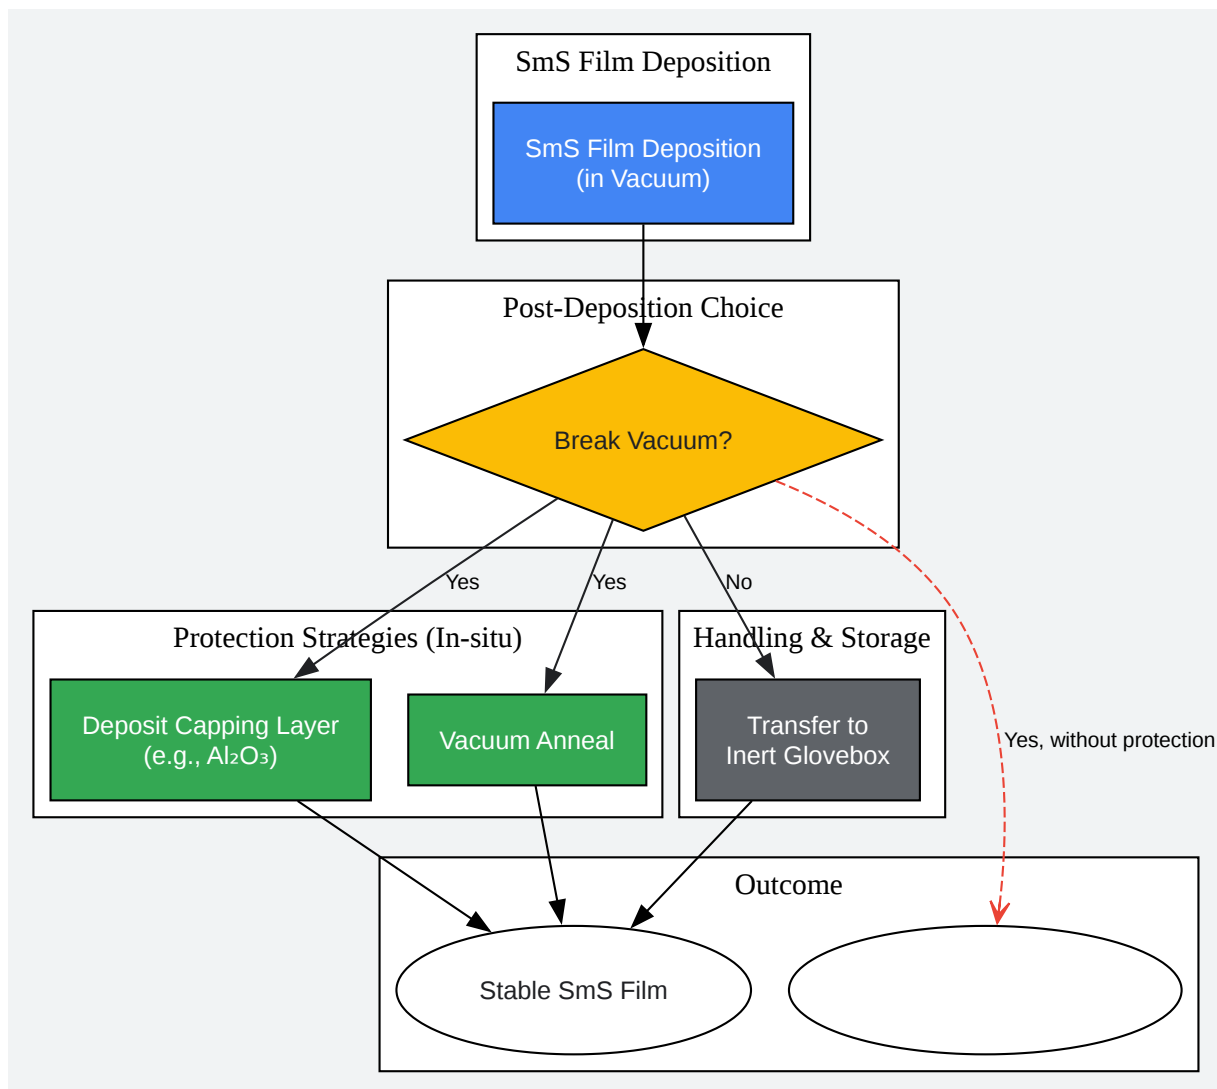 SmS Film Deposition
SmS Film Deposition
(in Vacuum)
Post-Deposition Choice
Break Vacuum?
Yes
Yes
No
Protection Strategies (In-situ)
Handling & Storage
Deposit Capping Layer
(e.g., Al₂O₃)
Vacuum Anneal
Transfer to
Inert Glovebox
Yes, without protection
Outcome
Stable SmS Film